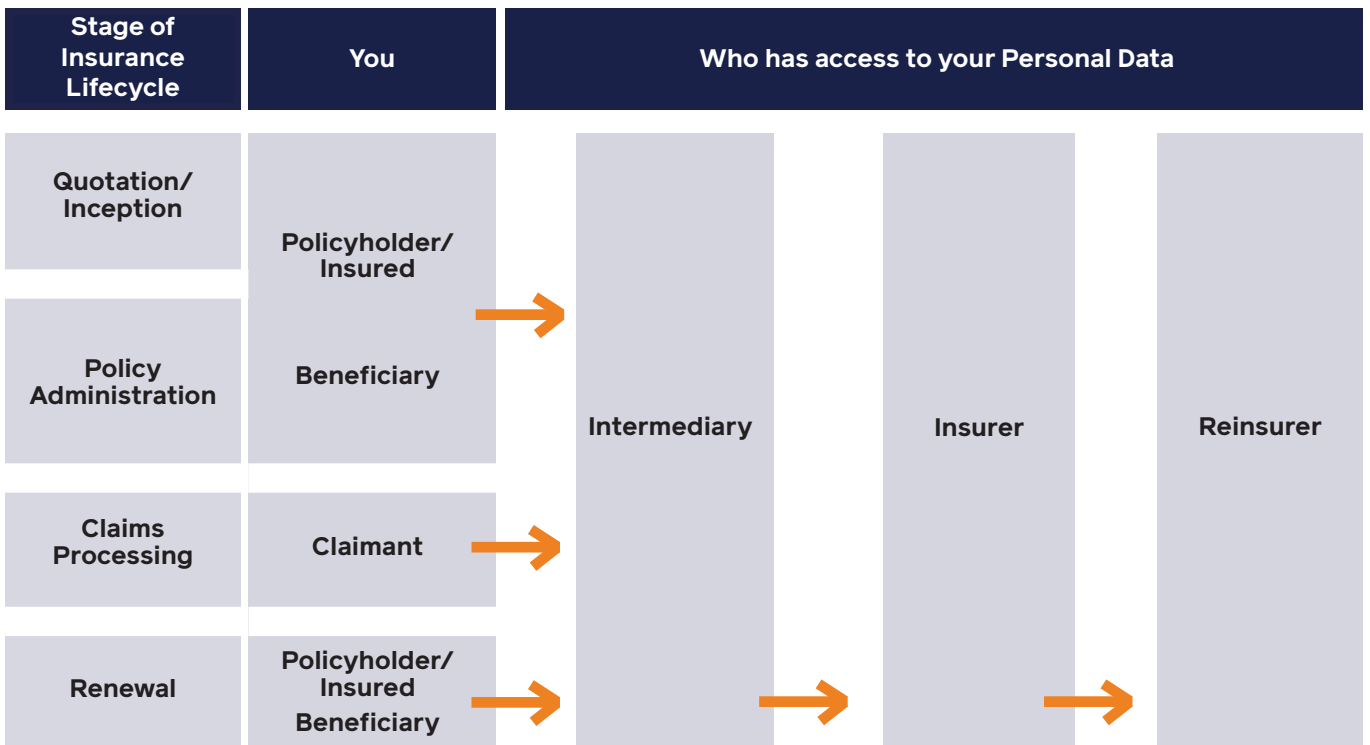 Stage of
Insurance
Lifecycle
You
Who has access to your Personal Data
Quotation/
Inception
Policyholder/
Insured
Policy
Administration
Beneficiary
Intermediary
Insurer
Reinsurer
Claims
Processing
Claimant
Renewal
Policyholder/
Insured
Beneficiary